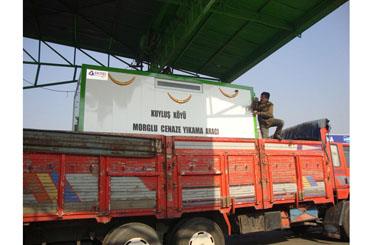 KUYLUŞ KÖYÜ
MORGLU CENAZE YIKAMA ARACI